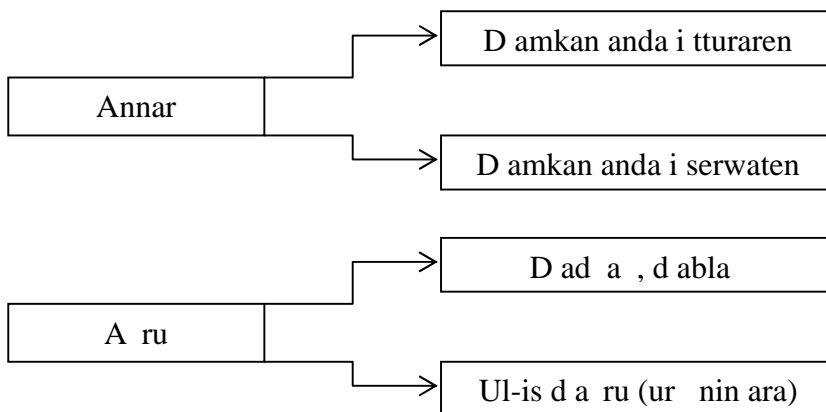 D amkan anda i tturaren
Annar
D amkan anda i serwaten
D ad a , d abla
A ru
Ul-is d a ru (ur nin ara)